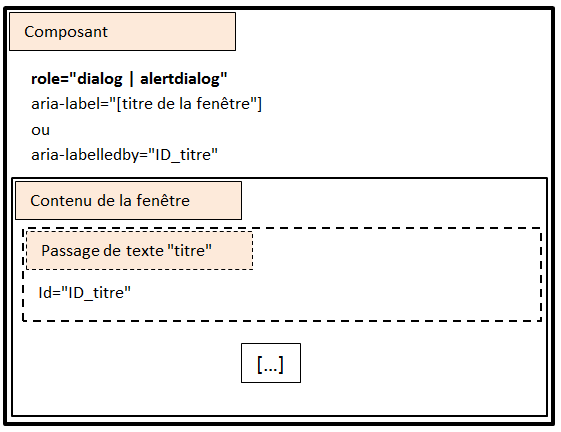 Composant
role="dialog | alertdialog"
aria-label="[titre de la fenêtre"]
ou
aria-labelledby="ID_titre"
Contenu de la fenêtre
Passage de texte "titre"
Id="ID_titre"
[...]